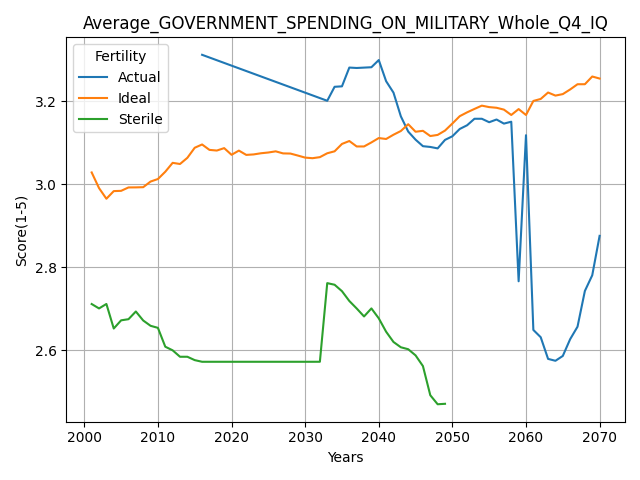 Average_GOVERNMENT_SPENDING_ON_MILITARY_Whole_Q4_IQ
Fertility
Actual
Ideal
Sterile
Score(1-5)
3.2
3.0
2.8
2.6
2000 2010 2020 2030 2040 2050 2060 2070
Years